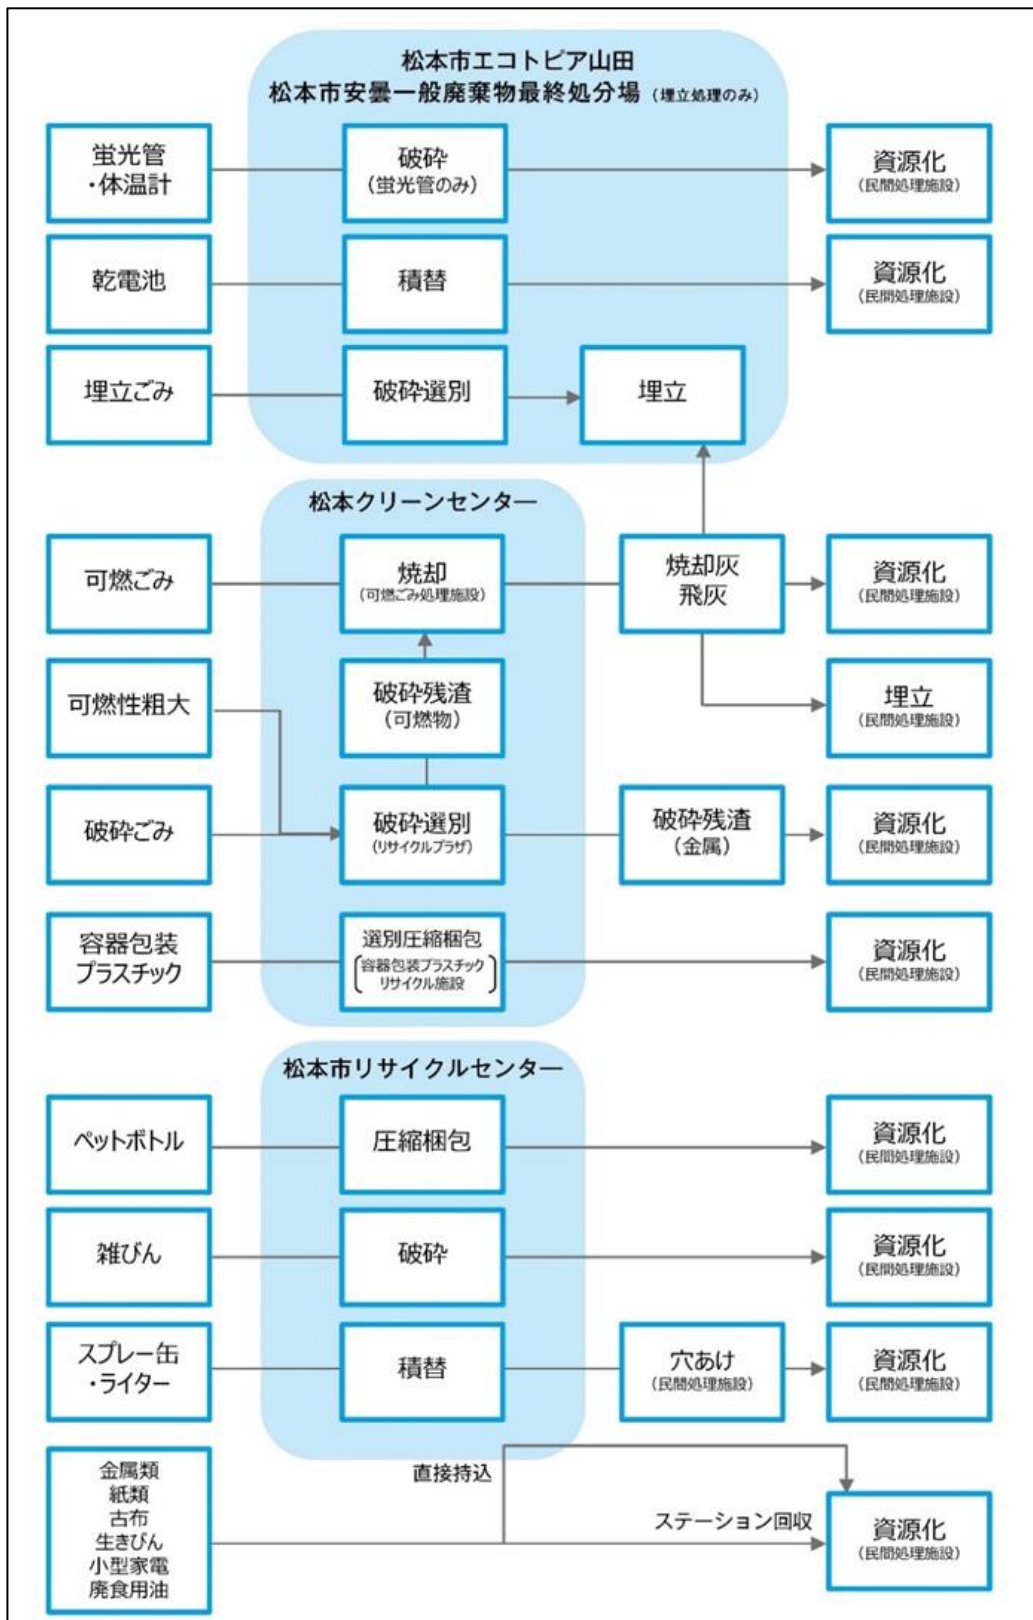 松本市エコトピア山田
松本市安曇一般廃棄物最終処分場（埋立処理のみ）
蛍光管
・体温計
破砕
（蛍光管のみ）
資源化
（民間処理施設）
乾電池
積替
資源化
（民間処理施設）
埋立ごみ
破砕選別
埋立
松本クリーンセンター
可燃ごみ
焼却
（可燃ごみ処理施設）
焼却灰
飛灰
資源化
（民間処理施設）
可燃性粗大
破砕残渣
（可燃物）
埋立
（民間処理施設）
破砕ごみ
破砕選別
（リサイクルプラザ）
破砕残渣
（金属）
資源化
（民間処理施設）
容器包装
プラスチック
選別圧縮梱包
容器包装プラスチック
リサイクル施設
資源化
（民間処理施設）
松本市リサイクルセンター
ペットボトル
圧縮梱包
資源化
（民間処理施設）
雑びん
破砕
資源化
（民間処理施設）
スプレー缶
・ライター
積替
穴あけ
（民間処理施設）
資源化
（民間処理施設）
金属類
紙類
古布
生きびん
小型家電
廃食用油
直接持込
ステーション回収
資源化
（民間処理施設）